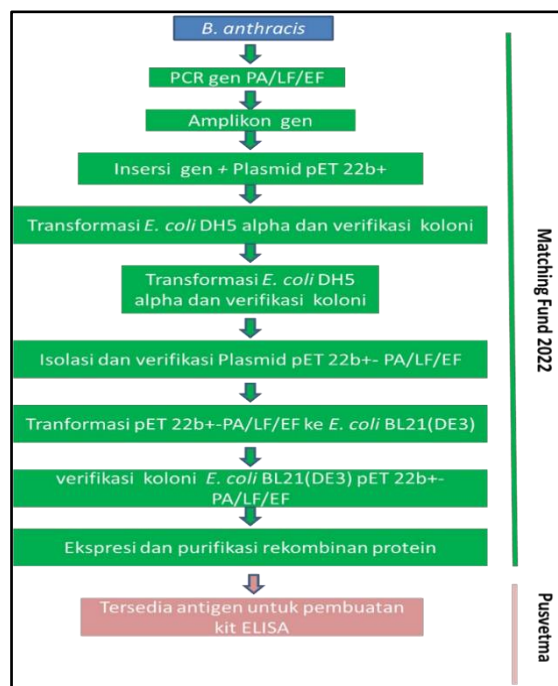 B. anthracis
PCR gen PA/LF/EF
Amplikon gen
Insersi gen + Plasmid pET 22b+
Transformasi E. coli DH5 alpha dan verifikasi koloni
Transformasi E. coli DH5
alpha dan verifikasi koloni
Isolasi dan verifikasi Plasmid pET 22b+- PA/LF/EF
Tranformasi pET 22b+-PA/LF/EF ke E. coli BL21(DE3)
verifikasi koloni E. coli BL21(DE3) pET 22b+-
PA/LF/EF
Ekspresi dan purifikasi rekombinan protein
Tersedia antigen untuk pembuatan
kit ELISA
Matching Fund 2022
Pusvetma